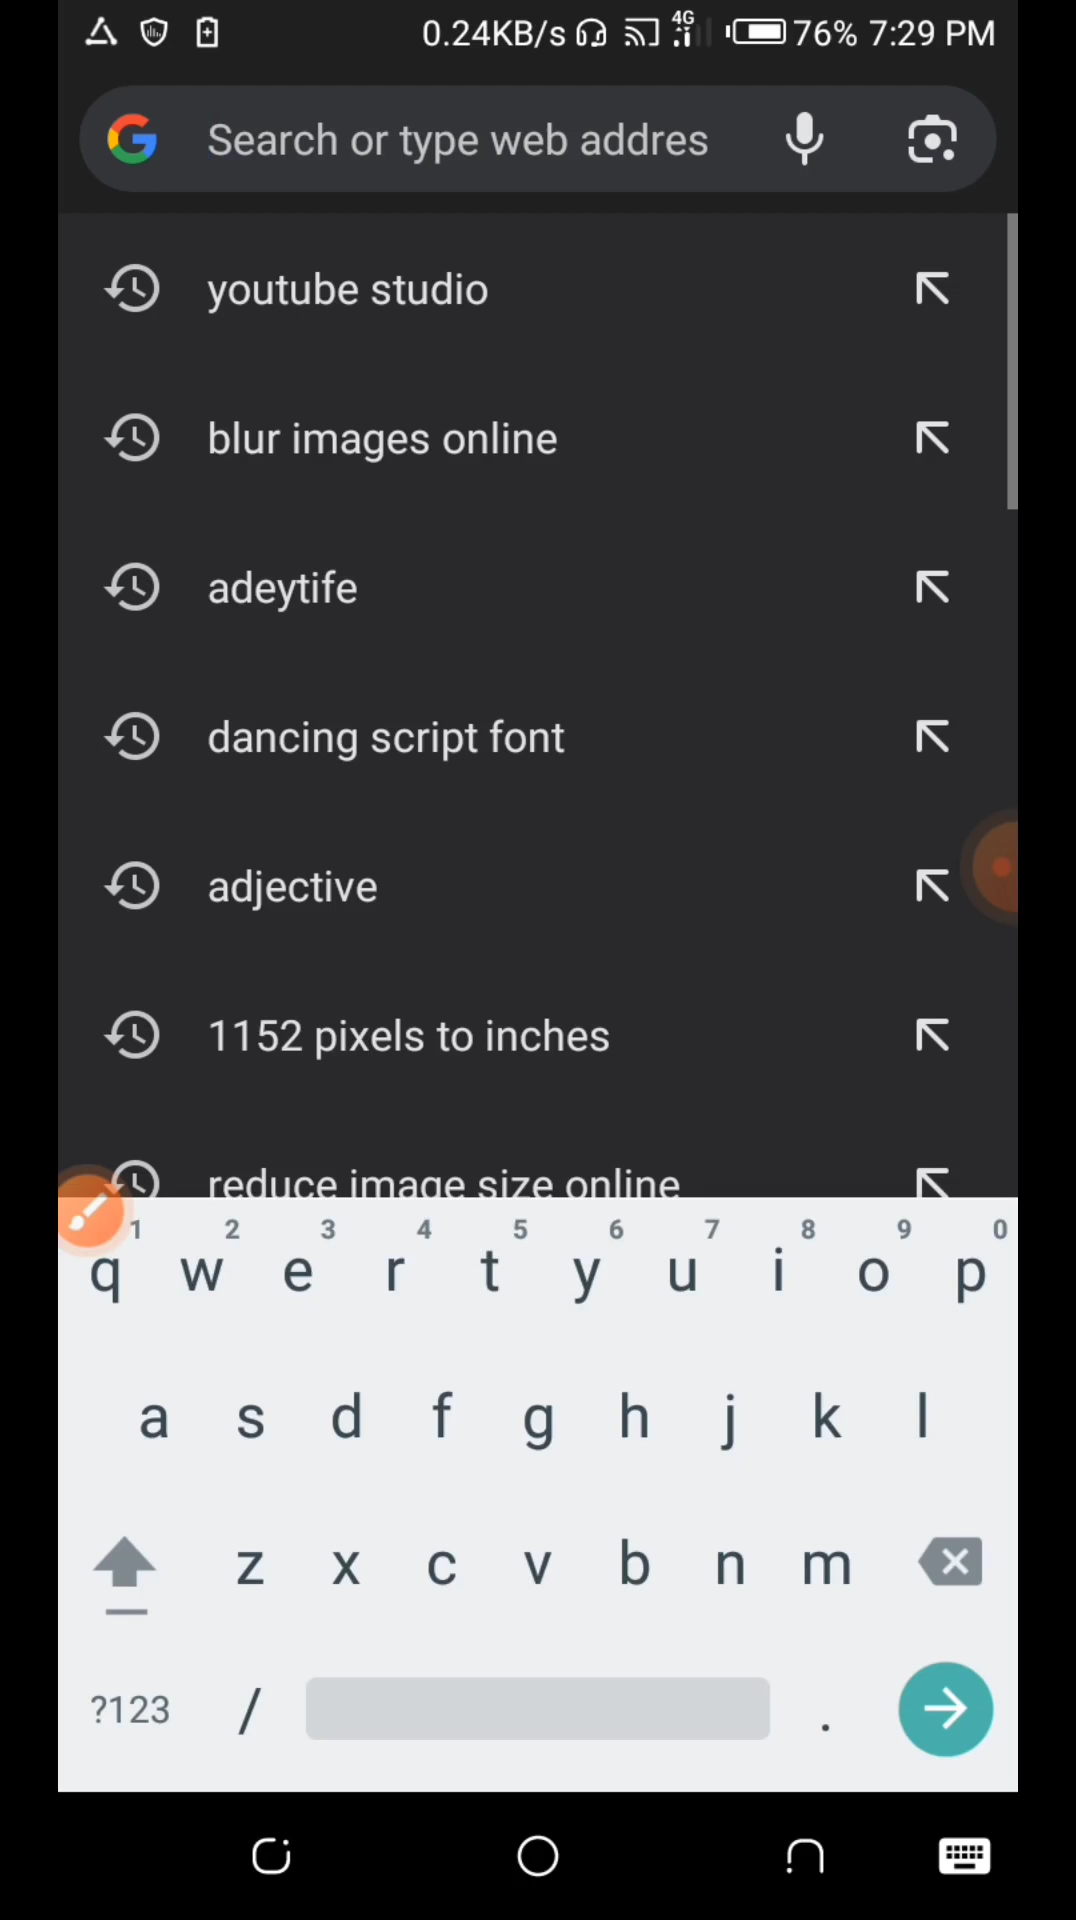 0.24KB/s 4G 76% 7:29 PM
Search or type web addres
youtube studio
blur images online
adeytife
dancing script font
adjective
1152 pixels to inches
reduce image size online
1 2 3 4 5 6 7 8 9 0
q w e r t y u i o p
a s d f g h j k l
z x c v b n m
?123 / .